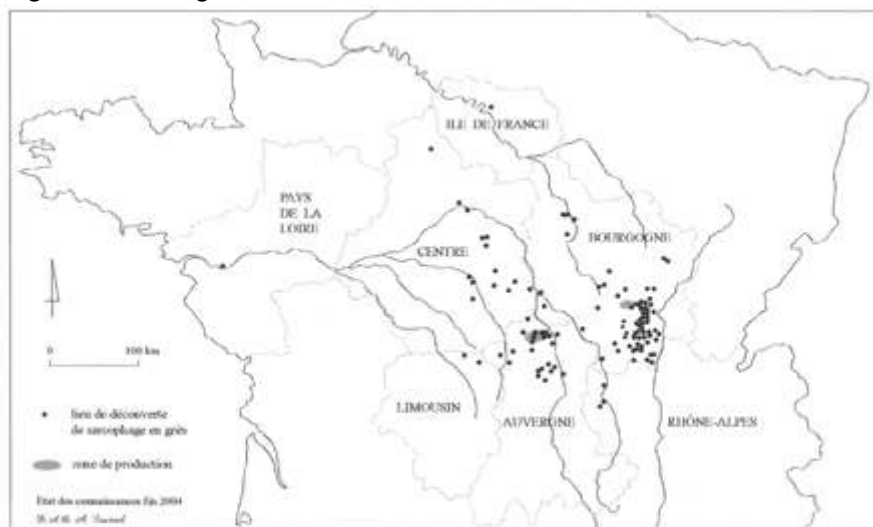 ILE DE FRANCE
PAYS
DE LA
LOIRE
CENTRE
BOURGOGNE
LIMOUSIN
AUVERGNE
RHÔNE-ALPES
0
100 km
lieu de découverte
de sarcophage en grès
zone de production
Etat des connaissances fin 2004